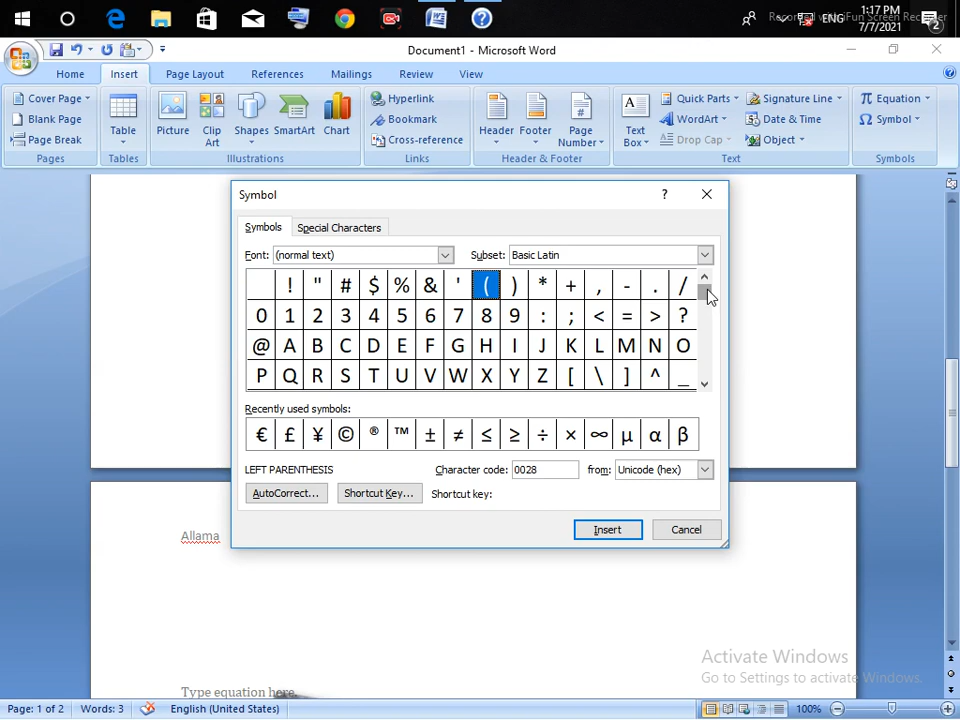 1:17 PM
Recorded with iFun Screen Recorder
ENG
7/7/2021
2
Document1 - Microsoft Word
Home Insert Page Layout References Mailings Review View
Cover Page Hyperlink Quick Parts Signature Line Equation
Blank Page Bookmark WordArt Date & Time Symbol
Page Break Cross-reference Drop Cap Object
Table Picture Clip Art Shapes SmartArt Chart Header Footer Page Number Text Box
Pages Tables Illustrations Links Header & Footer Text Symbols
Symbol ?
Symbols Special Characters
Font: (normal text) Subset: Basic Latin
! " # $ % & ' ( ) * + , - . /
0 1 2 3 4 5 6 7 8 9 : ; < = > ?
@ A B C D E F G H I J K L M N O
P Q R S T U V W X Y Z [ \ ] ^ _
Recently used symbols:
€ £ ¥ © ® ™ ± ≠ ≤ ≥ ÷ × ∞ µ α β
LEFT PARENTHESIS Character code: 0028 from: Unicode (hex)
AutoCorrect... Shortcut Key... Shortcut key:
Insert Cancel
Allama
Activate Windows
Go to Settings to activate Windows.
Type equation here.
Page: 1 of 2 Words: 3 English (United States) 100%